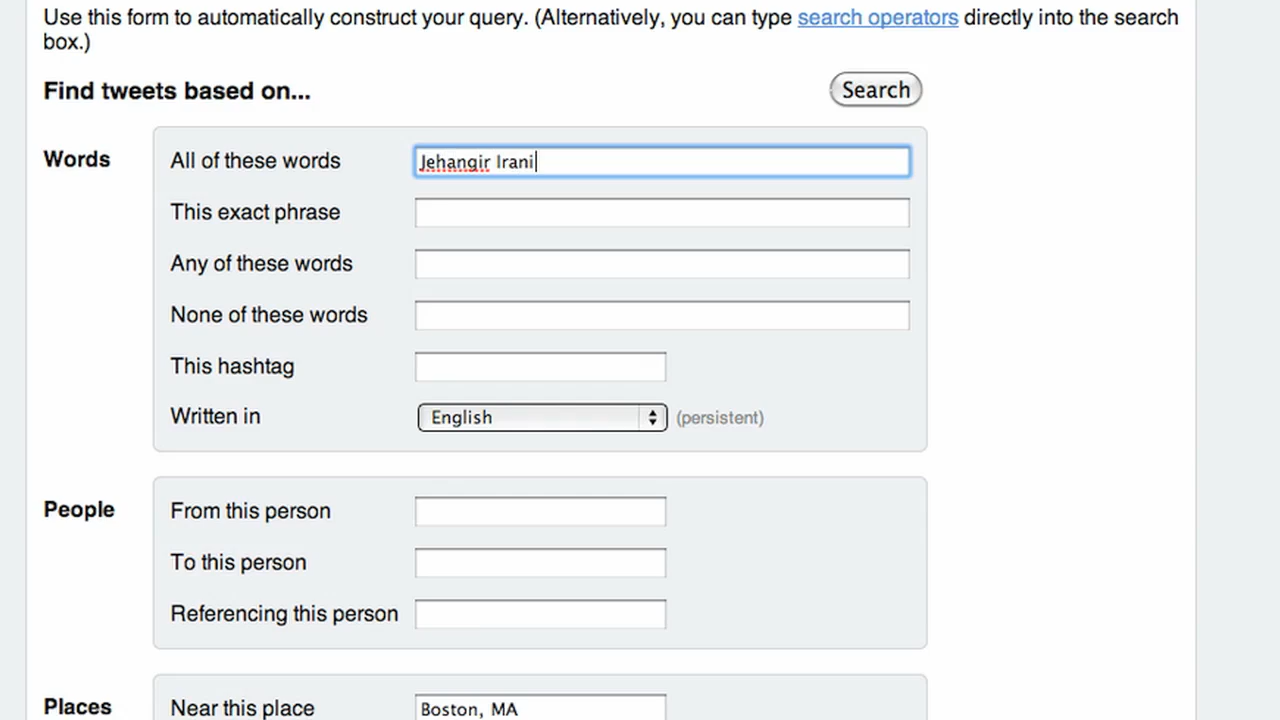 Use this form to automatically construct your query. (Alternatively, you can type search operators directly into the search
box.)
Find tweets based on...
Search
Words
All of these words
Jehangir Irani
This exact phrase
Any of these words
None of these words
This hashtag
Written in
English
(persistent)
People
From this person
To this person
Referencing this person
Places
Near this place
Boston, MA